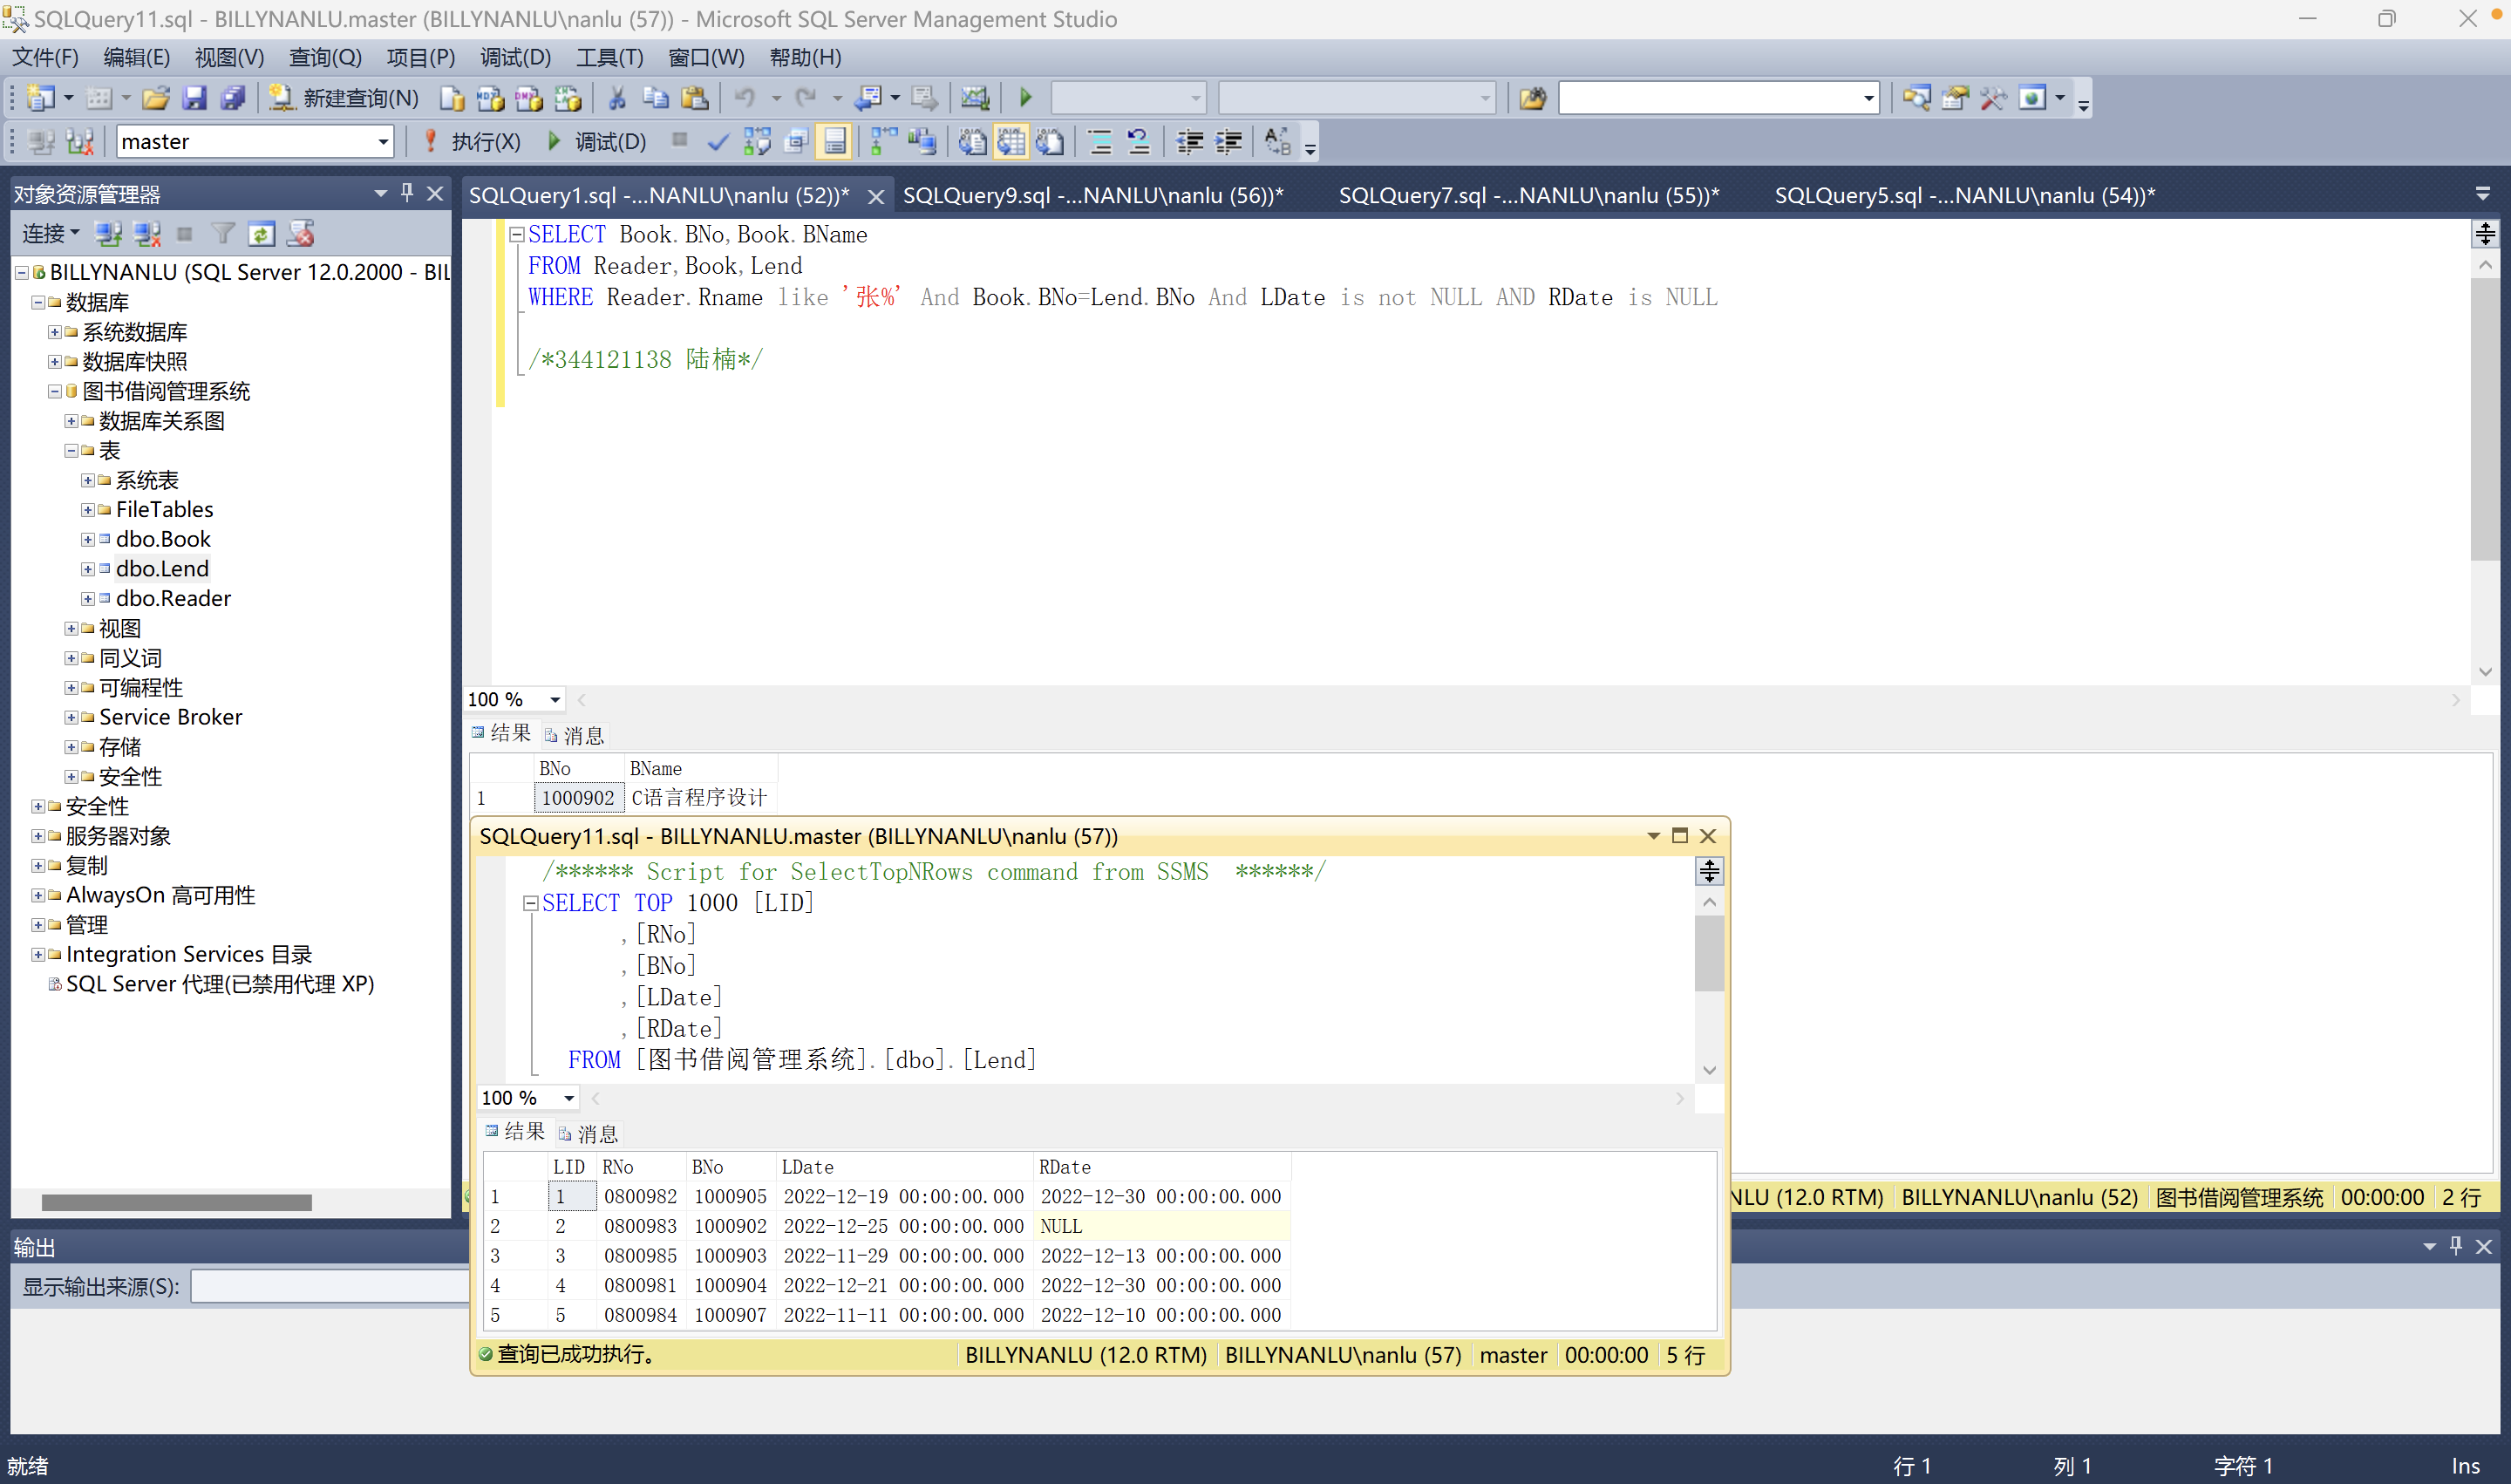 SQLQuery11.sql - BILLYNANLU.master (BILLYNANLU\nanlu (57)) - Microsoft SQL Server Management Studio
文件(F) 编辑(E) 视图(V) 查询(Q) 项目(P) 调试(D) 工具(T) 窗口(W) 帮助(H)
新建查询(N)
master 执行(X) 调试(D)
对象资源管理器
连接
BILLYNANLU (SQL Server 12.0.2000 - BIL
数据库
系统数据库
数据库快照
图书借阅管理系统
数据库关系图
表
系统表
FileTables
dbo.Book
dbo.Lend
dbo.Reader
视图
同义词
可编程性
Service Broker
存储
安全性
安全性
服务器对象
复制
AlwaysOn 高可用性
管理
Integration Services 目录
SQL Server 代理(已禁用代理 XP)
SQLQuery1.sql -...NANLU\nanlu (52))* SQLQuery9.sql -...NANLU\nanlu (56))* SQLQuery7.sql -...NANLU\nanlu (55))* SQLQuery5.sql -...NANLU\nanlu (54))*
SELECT Book.BNo,Book.BName
FROM Reader,Book,Lend
WHERE Reader.Rname like '张%' And Book.BNo=Lend.BNo And LDate is not NULL AND RDate is NULL
/*344121138 陆楠*/
100 %
结果 消息
BNo BName
1 1000902 C语言程序设计
SQLQuery11.sql - BILLYNANLU.master (BILLYNANLU\nanlu (57))
/****** Script for SelectTopNRows command from SSMS ******/
SELECT TOP 1000 [LID]
,[RNo]
,[BNo]
,[LDate]
,[RDate]
FROM [图书借阅管理系统].[dbo].[Lend]
100 %
结果 消息
LID RNo BNo LDate RDate
1 1 0800982 1000905 2022-12-19 00:00:00.000 2022-12-30 00:00:00.000
2 2 0800983 1000902 2022-12-25 00:00:00.000 NULL
3 3 0800985 1000903 2022-11-29 00:00:00.000 2022-12-13 00:00:00.000
4 4 0800981 1000904 2022-12-21 00:00:00.000 2022-12-30 00:00:00.000
5 5 0800984 1000907 2022-11-11 00:00:00.000 2022-12-10 00:00:00.000
查询已成功执行。 BILLYNANLU (12.0 RTM) BILLYNANLU\nanlu (57) master 00:00:00 5 行
NLU (12.0 RTM) BILLYNANLU\nanlu (52) 图书借阅管理系统 00:00:00 2 行
输出
显示输出来源(S):
就绪 行 1 列 1 字符 1 Ins